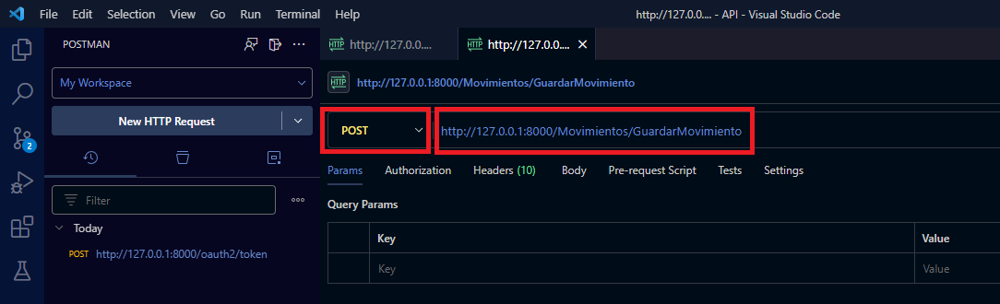 File Edit Selection View Go Run Terminal Help http://127.0.0.... - API - Visual Studio Code
POSTMAN ...
HTTP http://127.0.0....
HTTP http://127.0.0....
My Workspace
HTTP http://127.0.0.1:8000/Movimientos/GuardarMovimiento
New HTTP Request
POST http://127.0.0.1:8000/Movimientos/GuardarMovimiento
2
Params Authorization Headers (10) Body Pre-request Script Tests Settings
Filter
Query Params
Today
Key Value
POST http://127.0.0.1:8000/oauth2/token
Key Value